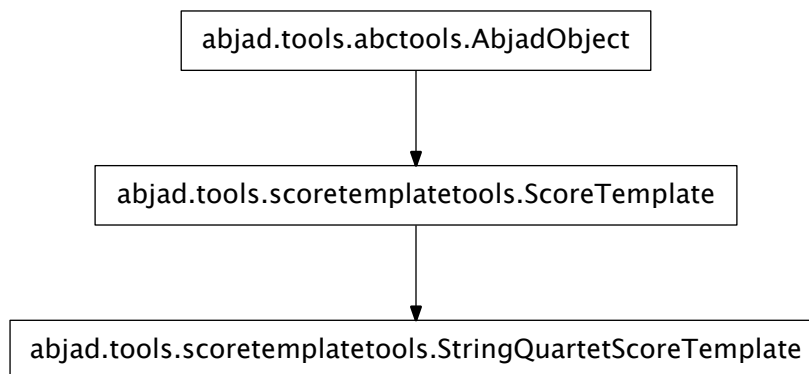 abjad.tools.abctools.AbjadObject
abjad.tools.scoretemplatetools.ScoreTemplate
abjad.tools.scoretemplatetools.StringQuartetScoreTemplate